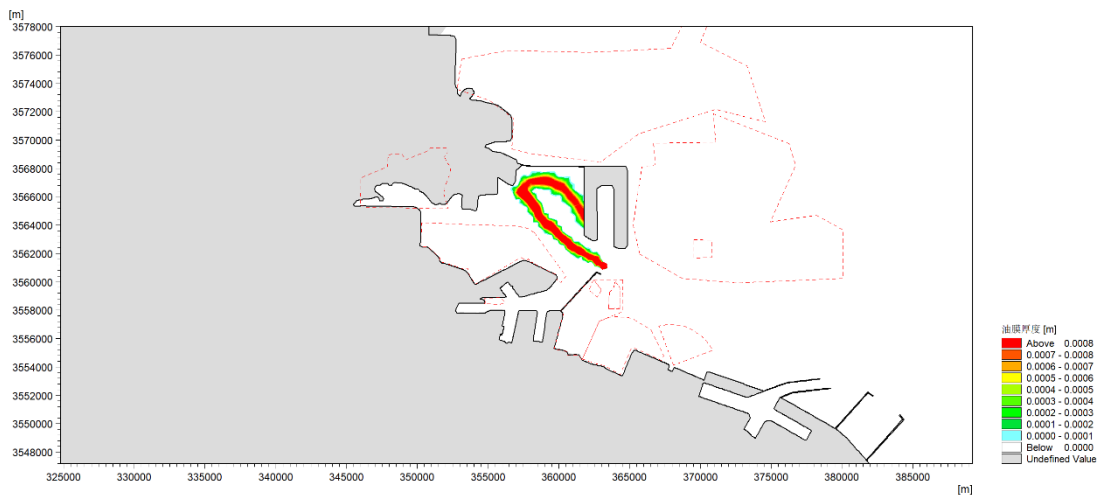 [m]
3578000
3576000
3574000
3572000
3570000
3568000
3566000
3564000
3562000
3560000
3558000
3556000
3554000
3552000
3550000
3548000
325000 330000 335000 340000 345000 350000 355000 360000 365000 370000 375000 380000 385000
[m]
油膜厚度 [m]
Above 0.0008
0.0007 - 0.0008
0.0006 - 0.0007
0.0005 - 0.0006
0.0004 - 0.0005
0.0003 - 0.0004
0.0002 - 0.0003
0.0001 - 0.0002
0.0000 - 0.0001
Below 0.0000
Undefined Value